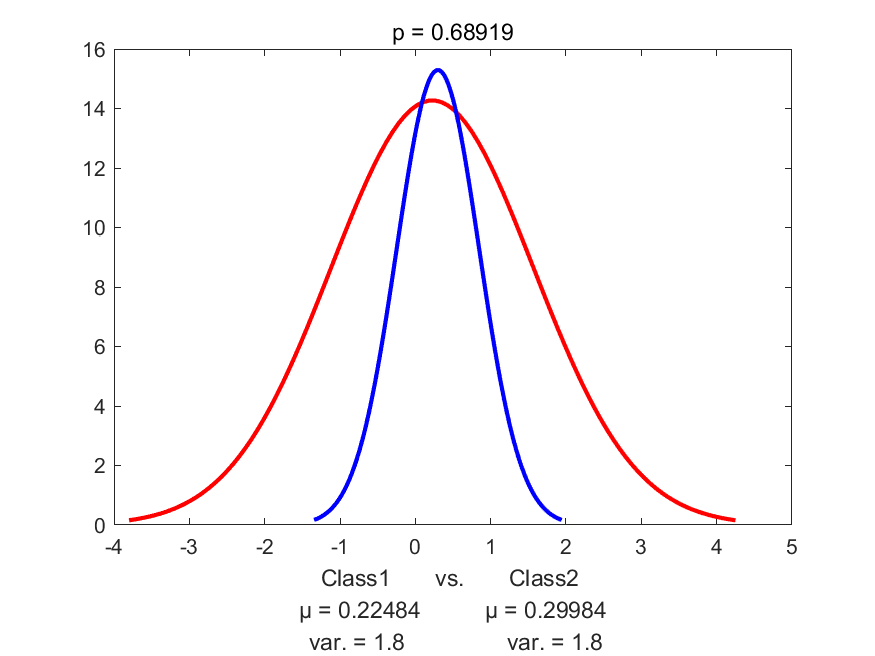 p = 0.68919
16
14
12
10
8
6
4
2
0
-4 -3 -2 -1 0 1 2 3 4 5
Class1 vs. Class2
μ = 0.22484 μ = 0.29984
var. = 1.8 var. = 1.8